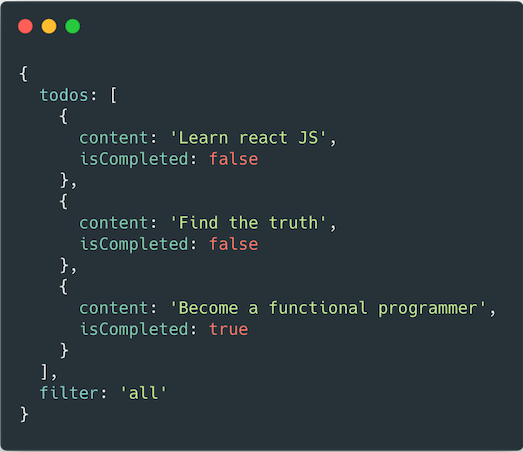 {
  todos: [
    {
      content: 'Learn react JS',
      isCompleted: false
    },
    {
      content: 'Find the truth',
      isCompleted: false
    },
    {
      content: 'Become a functional programmer',
      isCompleted: true
    }
  ],
  filter: 'all'
}